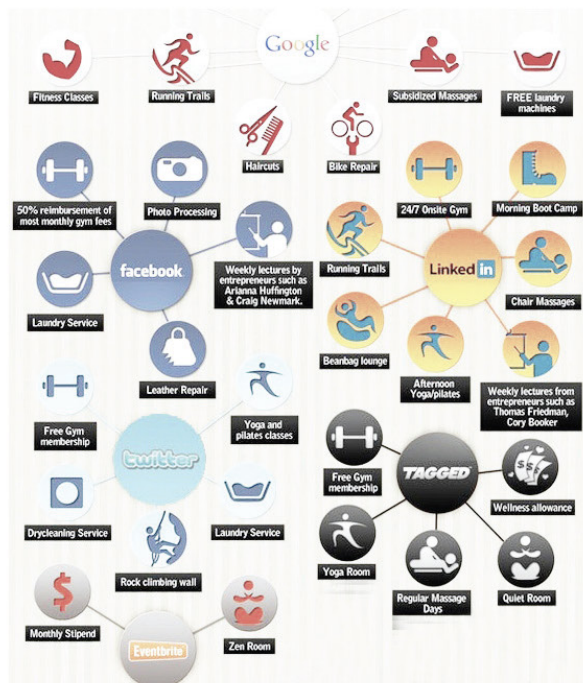 Google
Fitness Classes
Running Trails
Subsidized Massages
FREE laundry
machines
Haircuts
Bike Repair
50% reimbursement of
most monthly gym fees
Photo Processing
facebook
Weekly lectures by
entrepreneurs such as
Arianna Huffington
& Craig Newmark.
Laundry Service
Leather Repair
24/7 Onsite Gym
Morning Boot Camp
Running Trails
Linked in
Chair Massages
Beanbag lounge
Afternoon
Yoga/pilates
Weekly lectures from
entrepreneurs such as
Thomas Friedman,
Cory Booker
Free Gym
membership
Yoga and
pilates classes
twitter
Drycleaning Service
Laundry Service
Rock climbing wall
Free Gym
membership
TAGGED
$ $
Wellness allowance
Yoga Room
Regular Massage
Days
Quiet Room
$
Monthly Stipend
Eventbrite
Zen Room